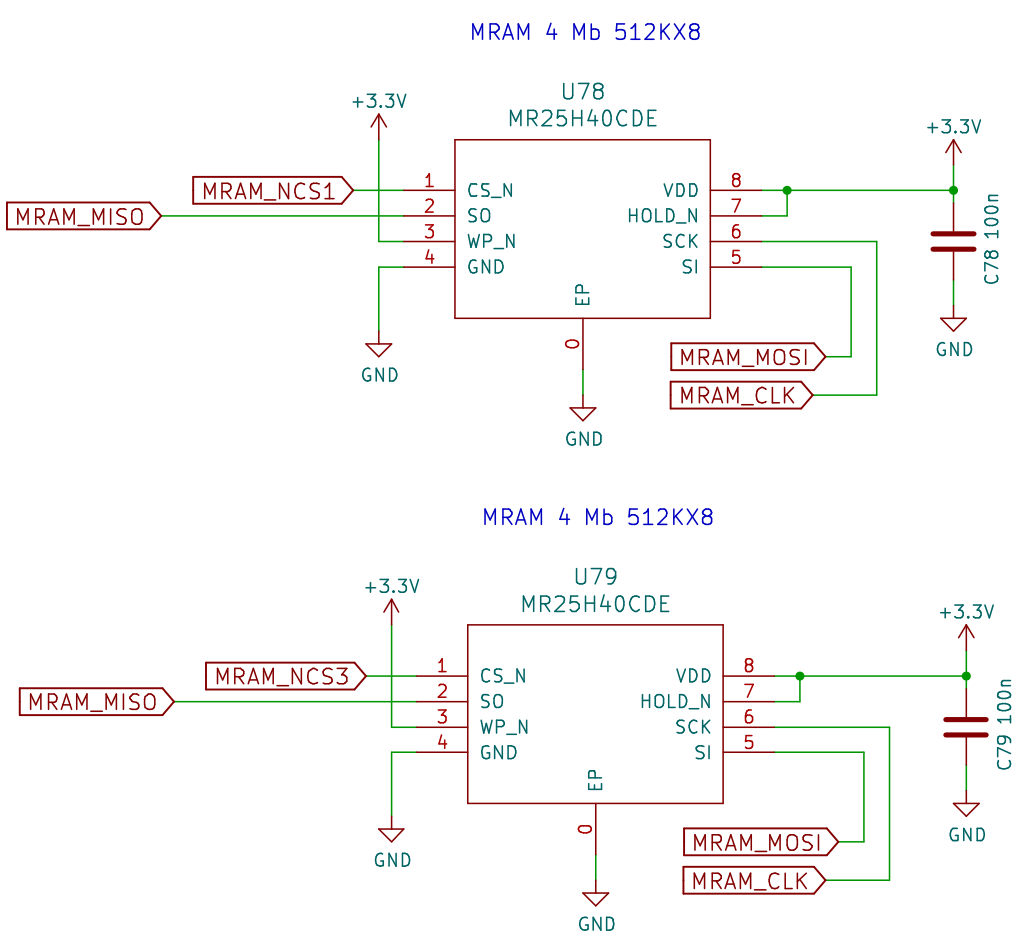 MRAM 4 Mb 512KX8
U78
MR25H40CDE
+3.3V
+3.3V
MRAM_NCS1
1
CS_N
VDD
8
MRAM_MISO
2
SO
HOLD_N
7
3
WP_N
SCK
6
4
GND
SI
5
C78 100n
EP
0
GND
GND
GND
MRAM_MOSI
MRAM_CLK
MRAM 4 Mb 512KX8
U79
MR25H40CDE
+3.3V
+3.3V
MRAM_NCS3
1
CS_N
VDD
8
MRAM_MISO
2
SO
HOLD_N
7
3
WP_N
SCK
6
4
GND
SI
5
C79 100n
EP
0
GND
GND
GND
MRAM_MOSI
MRAM_CLK